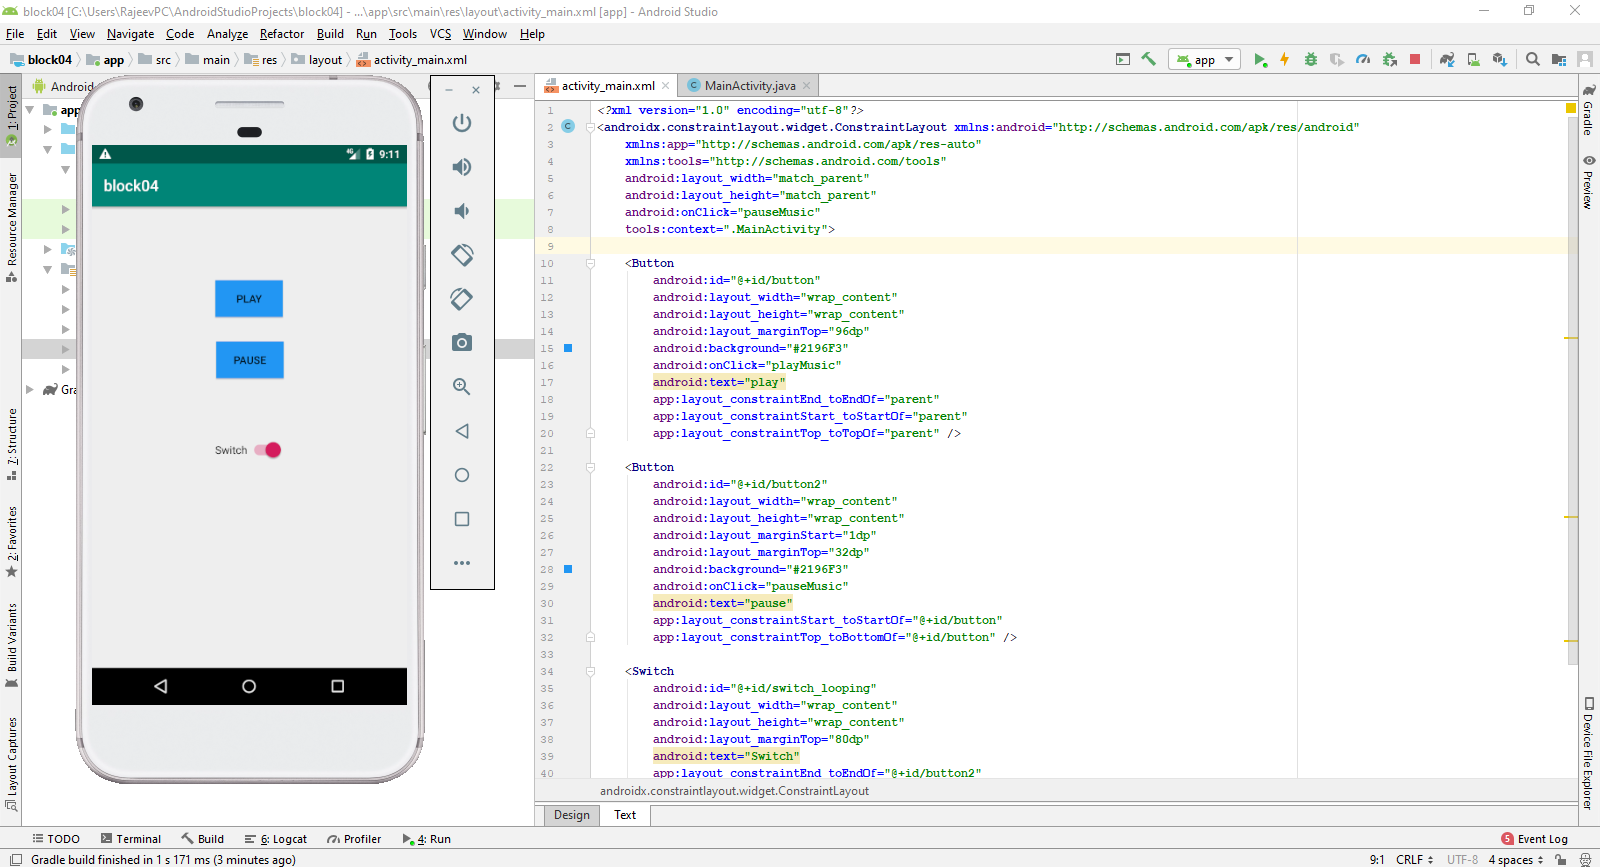 block04 [C:\Users\RajeevPC\AndroidStudioProjects\block04] - ...\app\src\main\res\layout\activity_main.xml [app] - Android Studio
File Edit View Navigate Code Analyze Refactor Build Run Tools VCS Window Help
block04 app src main res layout activity_main.xml
app
1: Project
Resource Manager
7: Structure
2: Favorites
Build Variants
Layout Captures
Android
app
Gra
9:11
block04
PLAY
PAUSE
Switch
activity_main.xml MainActivity.java
1 <?xml version="1.0" encoding="utf-8"?>
2 <androidx.constraintlayout.widget.ConstraintLayout xmlns:android="http://schemas.android.com/apk/res/android"
3 xmlns:app="http://schemas.android.com/apk/res-auto"
4 xmlns:tools="http://schemas.android.com/tools"
5 android:layout_width="match_parent"
6 android:layout_height="match_parent"
7 android:onClick="pauseMusic"
8 tools:context=".MainActivity">
9
10 <Button
11 android:id="@+id/button"
12 android:layout_width="wrap_content"
13 android:layout_height="wrap_content"
14 android:layout_marginTop="96dp"
15 android:background="#2196F3"
16 android:onClick="playMusic"
17 android:text="play"
18 app:layout_constraintEnd_toEndOf="parent"
19 app:layout_constraintStart_toStartOf="parent"
20 app:layout_constraintTop_toTopOf="parent" />
21
22 <Button
23 android:id="@+id/button2"
24 android:layout_width="wrap_content"
25 android:layout_height="wrap_content"
26 android:layout_marginStart="1dp"
27 android:layout_marginTop="32dp"
28 android:background="#2196F3"
29 android:onClick="pauseMusic"
30 android:text="pause"
31 app:layout_constraintStart_toStartOf="@+id/button"
32 app:layout_constraintTop_toBottomOf="@+id/button" />
33
34 <Switch
35 android:id="@+id/switch_looping"
36 android:layout_width="wrap_content"
37 android:layout_height="wrap_content"
38 android:layout_marginTop="80dp"
39 android:text="Switch"
40 app:layout_constraintEnd_toEndOf="@+id/button2"
androidx.constraintlayout.widget.ConstraintLayout
Design Text
Gradle
Preview
Device File Explorer
TODO Terminal Build 6: Logcat Profiler 4: Run 5 Event Log
Gradle build finished in 1 s 171 ms (3 minutes ago) 9:1 CRLF UTF-8 4 spaces